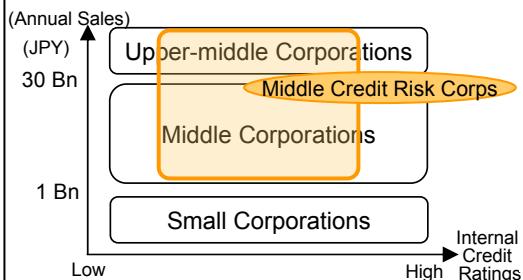 (Annual Sales)
(JPY)
Upper-middle Corporations
30 Bn
Middle Credit Risk Corps
Middle Corporations
1 Bn
Small Corporations
Internal
Credit
Ratings
Low
High